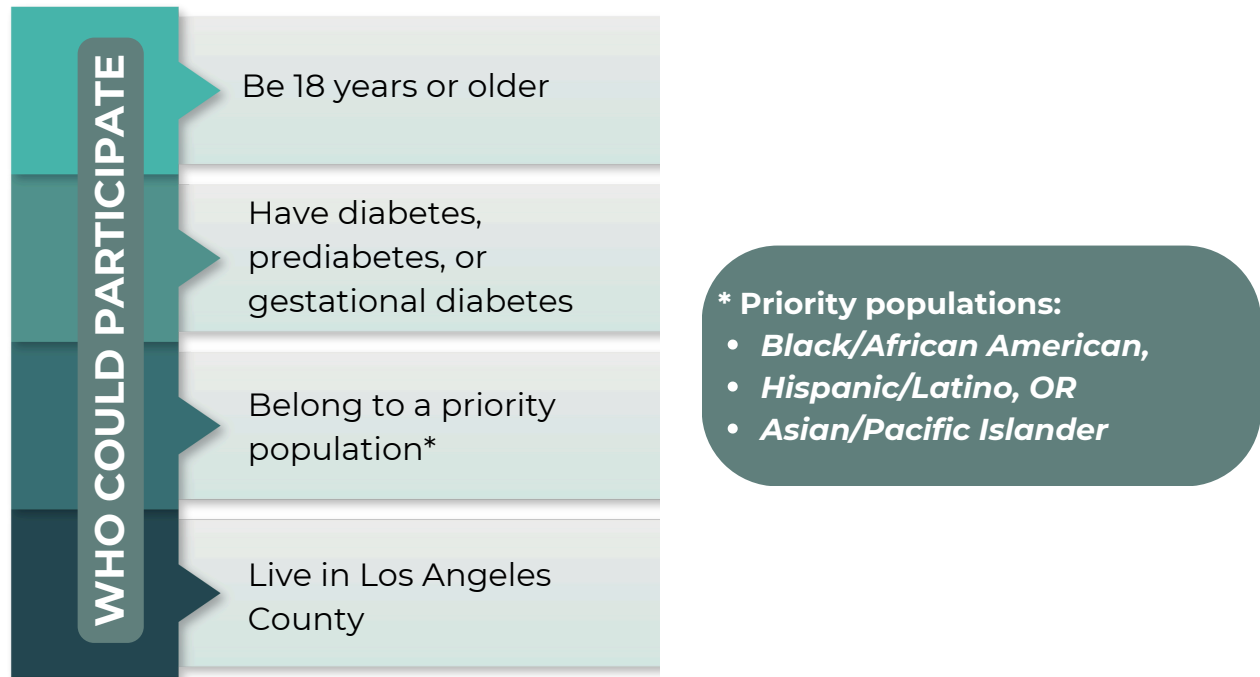 WHO COULD PARTICIPATE
Be 18 years or older
Have diabetes,
prediabetes, or
gestational diabetes
Belong to a priority
population*
Live in Los Angeles
County
* Priority populations:
• Black/African American,
• Hispanic/Latino, OR
• Asian/Pacific Islander